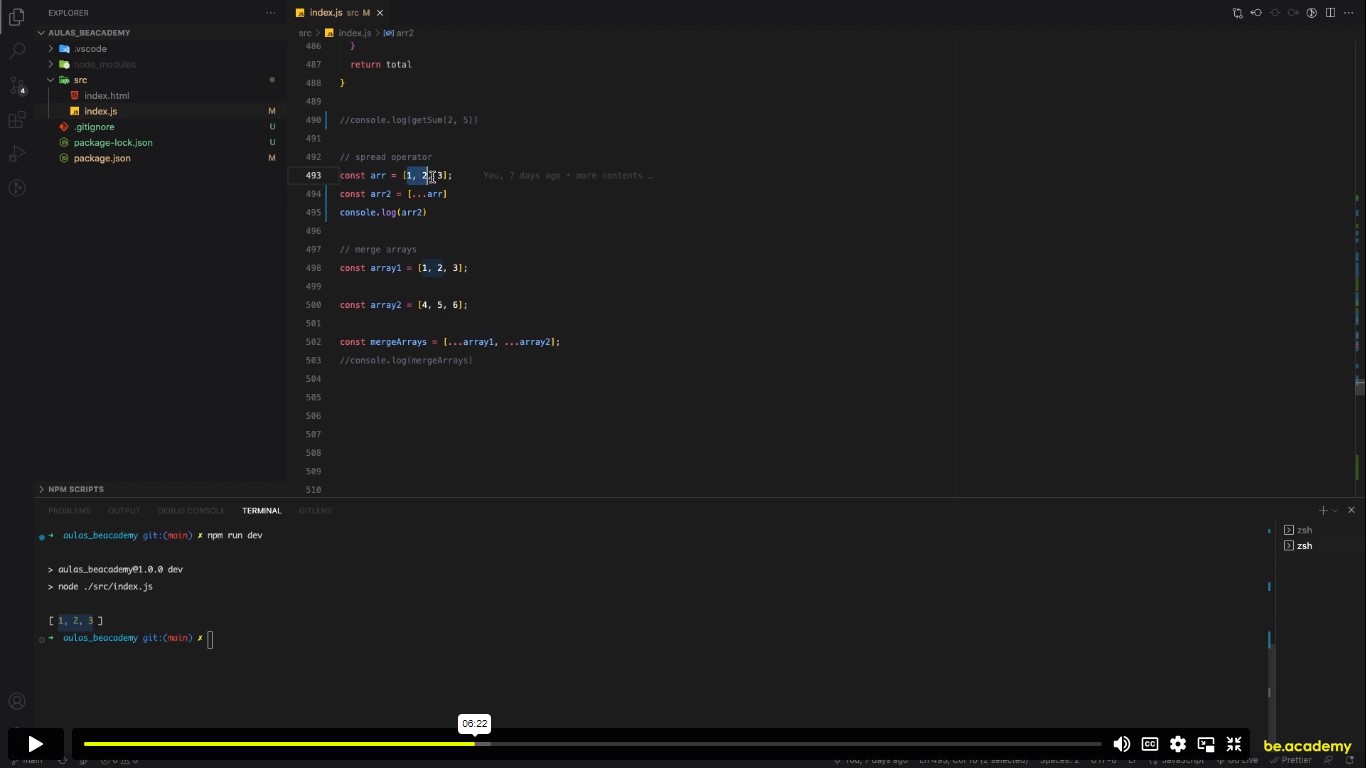 EXPLORER
AULAS_BEACADEMY
.vscode
node_modules
src
index.html
index.js M
.gitignore U
package-lock.json U
package.json M
NPM SCRIPTS
4
index.js src M
src > index.js > arr2
486 }
487 return total
488 }
489
490 //console.log(getSum(2, 5))
491
492 // spread operator
493 const arr = [1, 2, 3]; You, 7 days ago • more contents …
494 const arr2 = [...arr]
495 console.log(arr2)
496
497 // merge arrays
498 const array1 = [1, 2, 3];
499
500 const array2 = [4, 5, 6];
501
502 const mergeArrays = [...array1, ...array2];
503 //console.log(mergeArrays)
504
505
506
507
508
509
510
PROBLEMS OUTPUT DEBUG CONSOLE TERMINAL GITLENS
➜ aulas_beacademy git:(main) ✗ npm run dev
> aulas_beacademy@1.0.0 dev
> node ./src/index.js
[ 1, 2, 3 ]
➜ aulas_beacademy git:(main) ✗
zsh
zsh
06:22
CC
be.academy
main
You, 7 days ago
Spaces: 2
UTF-8
JavaScript
Go Live
Prettier